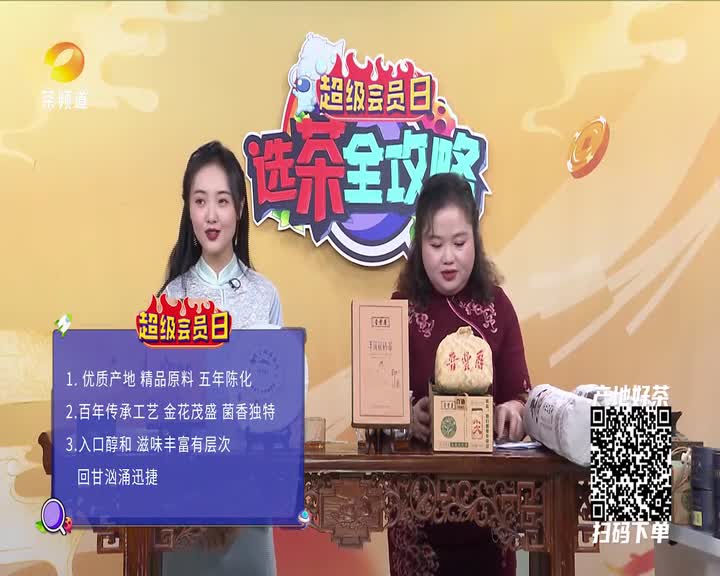 茶频道
超级会员日
选茶全攻略
超级会员日
1. 优质产地 精品原料 五年陈化
2.百年传承工艺 金花茂盛 菌香独特
3.入口醇和 滋味丰富有层次
回甘汹涌迅捷
产地好茶
扫码下单